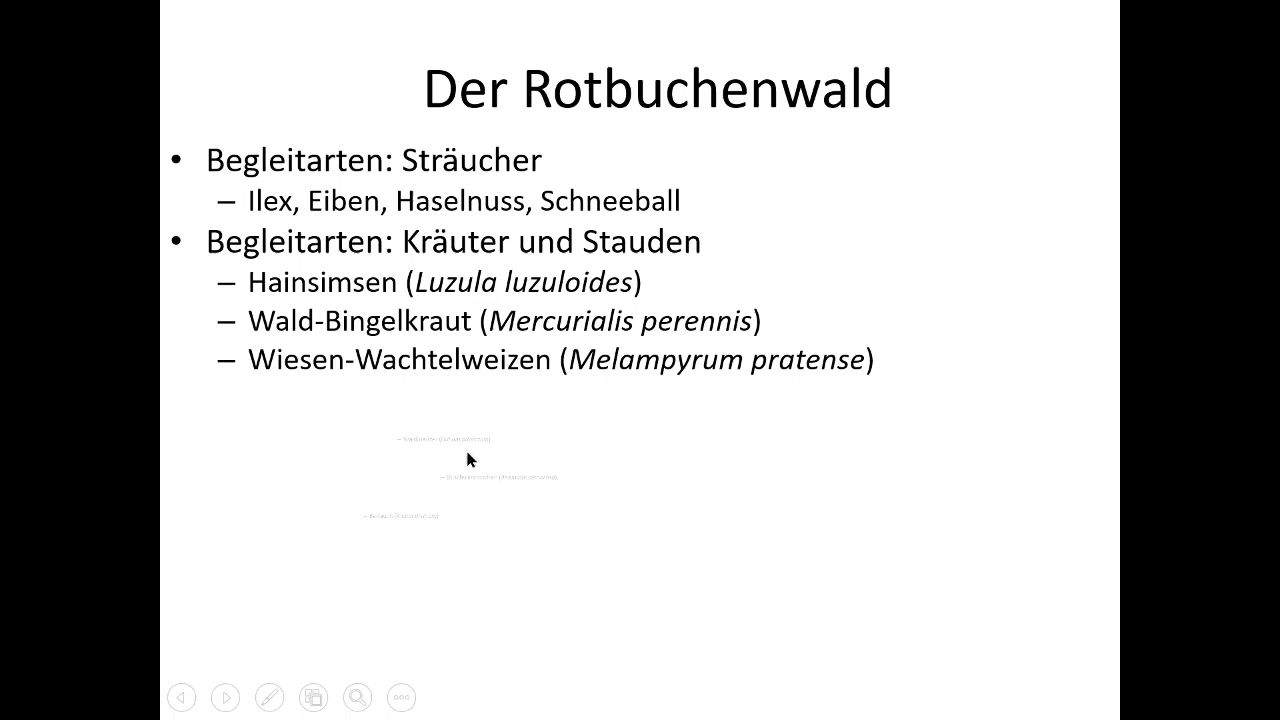 Der Rotbuchenwald
• Begleitarten: Sträucher
– Ilex, Eiben, Haselnuss, Schneeball
• Begleitarten: Kräuter und Stauden
– Hainsimsen (Luzula luzuloides)
– Wald-Bingelkraut (Mercurialis perennis)
– Wiesen-Wachtelweizen (Melampyrum pratense)